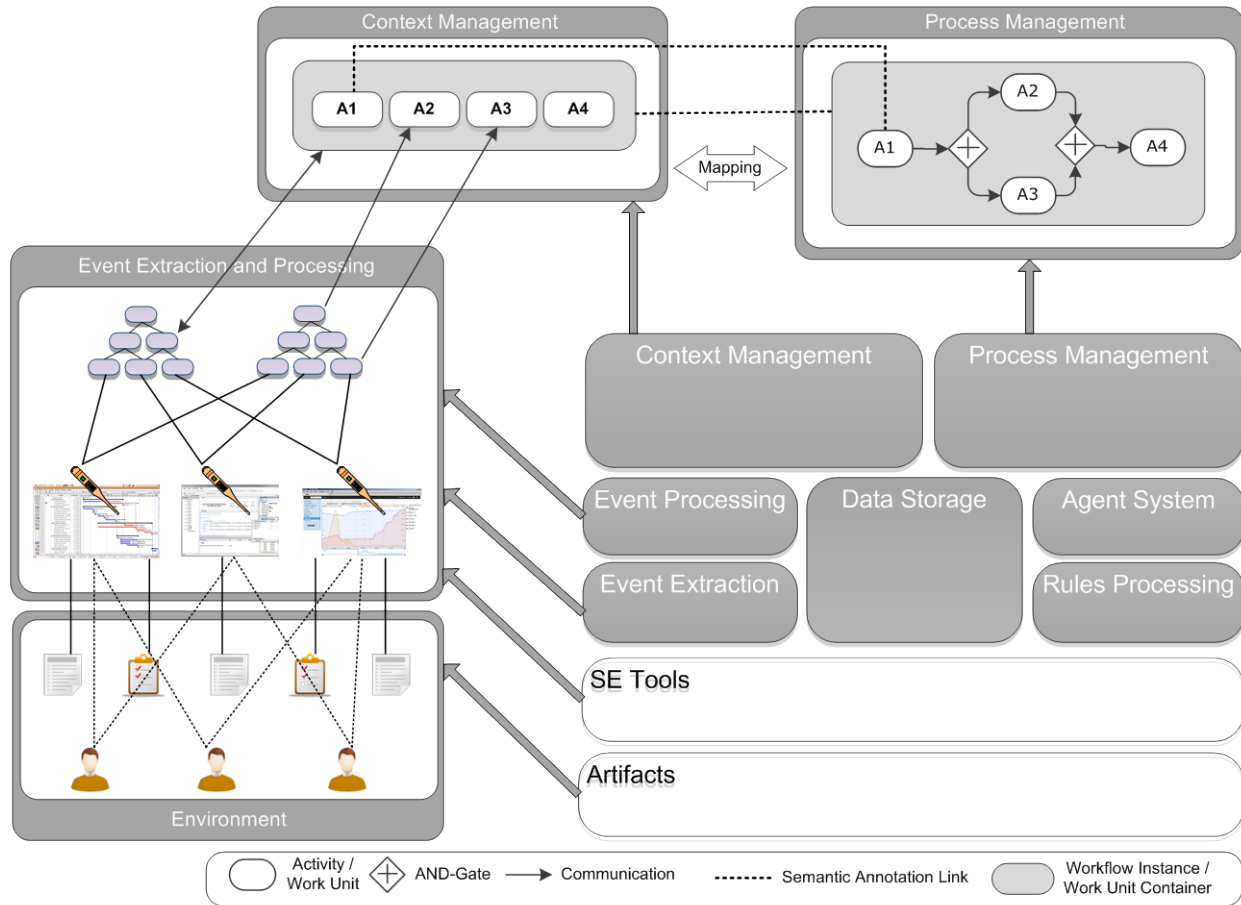 Context Management
Process Management
A1
A2
A3
A4
A2
A1
A4
A3
Mapping
Event Extraction and Processing
Context Management
Process Management
Event Processing
Data Storage
Agent System
Event Extraction
Rules Processing
SE Tools
Artifacts
Environment
Activity /
Work Unit
AND-Gate
Communication
Semantic Annotation Link
Workflow Instance /
Work Unit Container